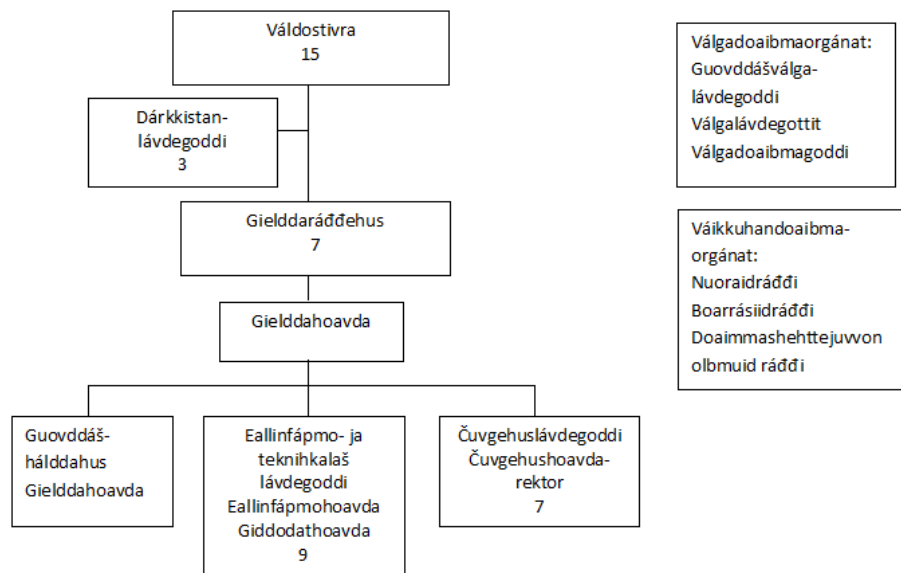 Váldostivra
15
Dárkkistan-
lávdegoddi
3
Gielddaráđđehus
7
Gielddahoavda
Guovddáš-
hálddahus
Gielddahoavda
Eallinfápmo- ja
teknihkalaš
lávdegoddi
Eallinfápmohoavda
Giddodathoavda
9
Čuvgehuslávdegoddi
Čuvgehushoavda-
rektor
7
Válgadoaibmaorgánat:
Guovddášválga-
lávdegoddi
Válgalávdegottit
Válgadoaibmagoddi
Váikkuhandoaibma-
orgánat:
Nuoraidráđđi
Boarrásiidráđđi
Doaimmashehttejuvvon
olbmuid ráđđi